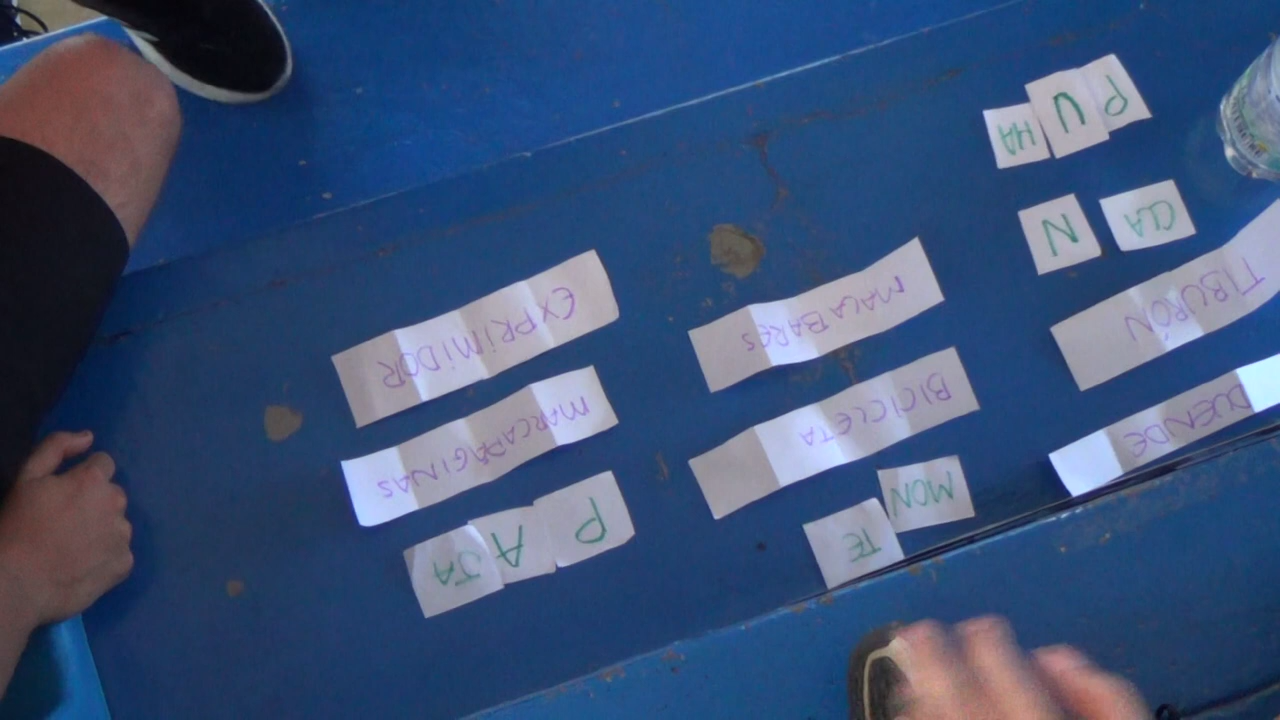 DUENDE
TIBURÓN
CLA N
P U HA
MON TE
BICICLETA
MALABARES
P A JA
MARCAPÁGINAS
EXPRIMIDOR